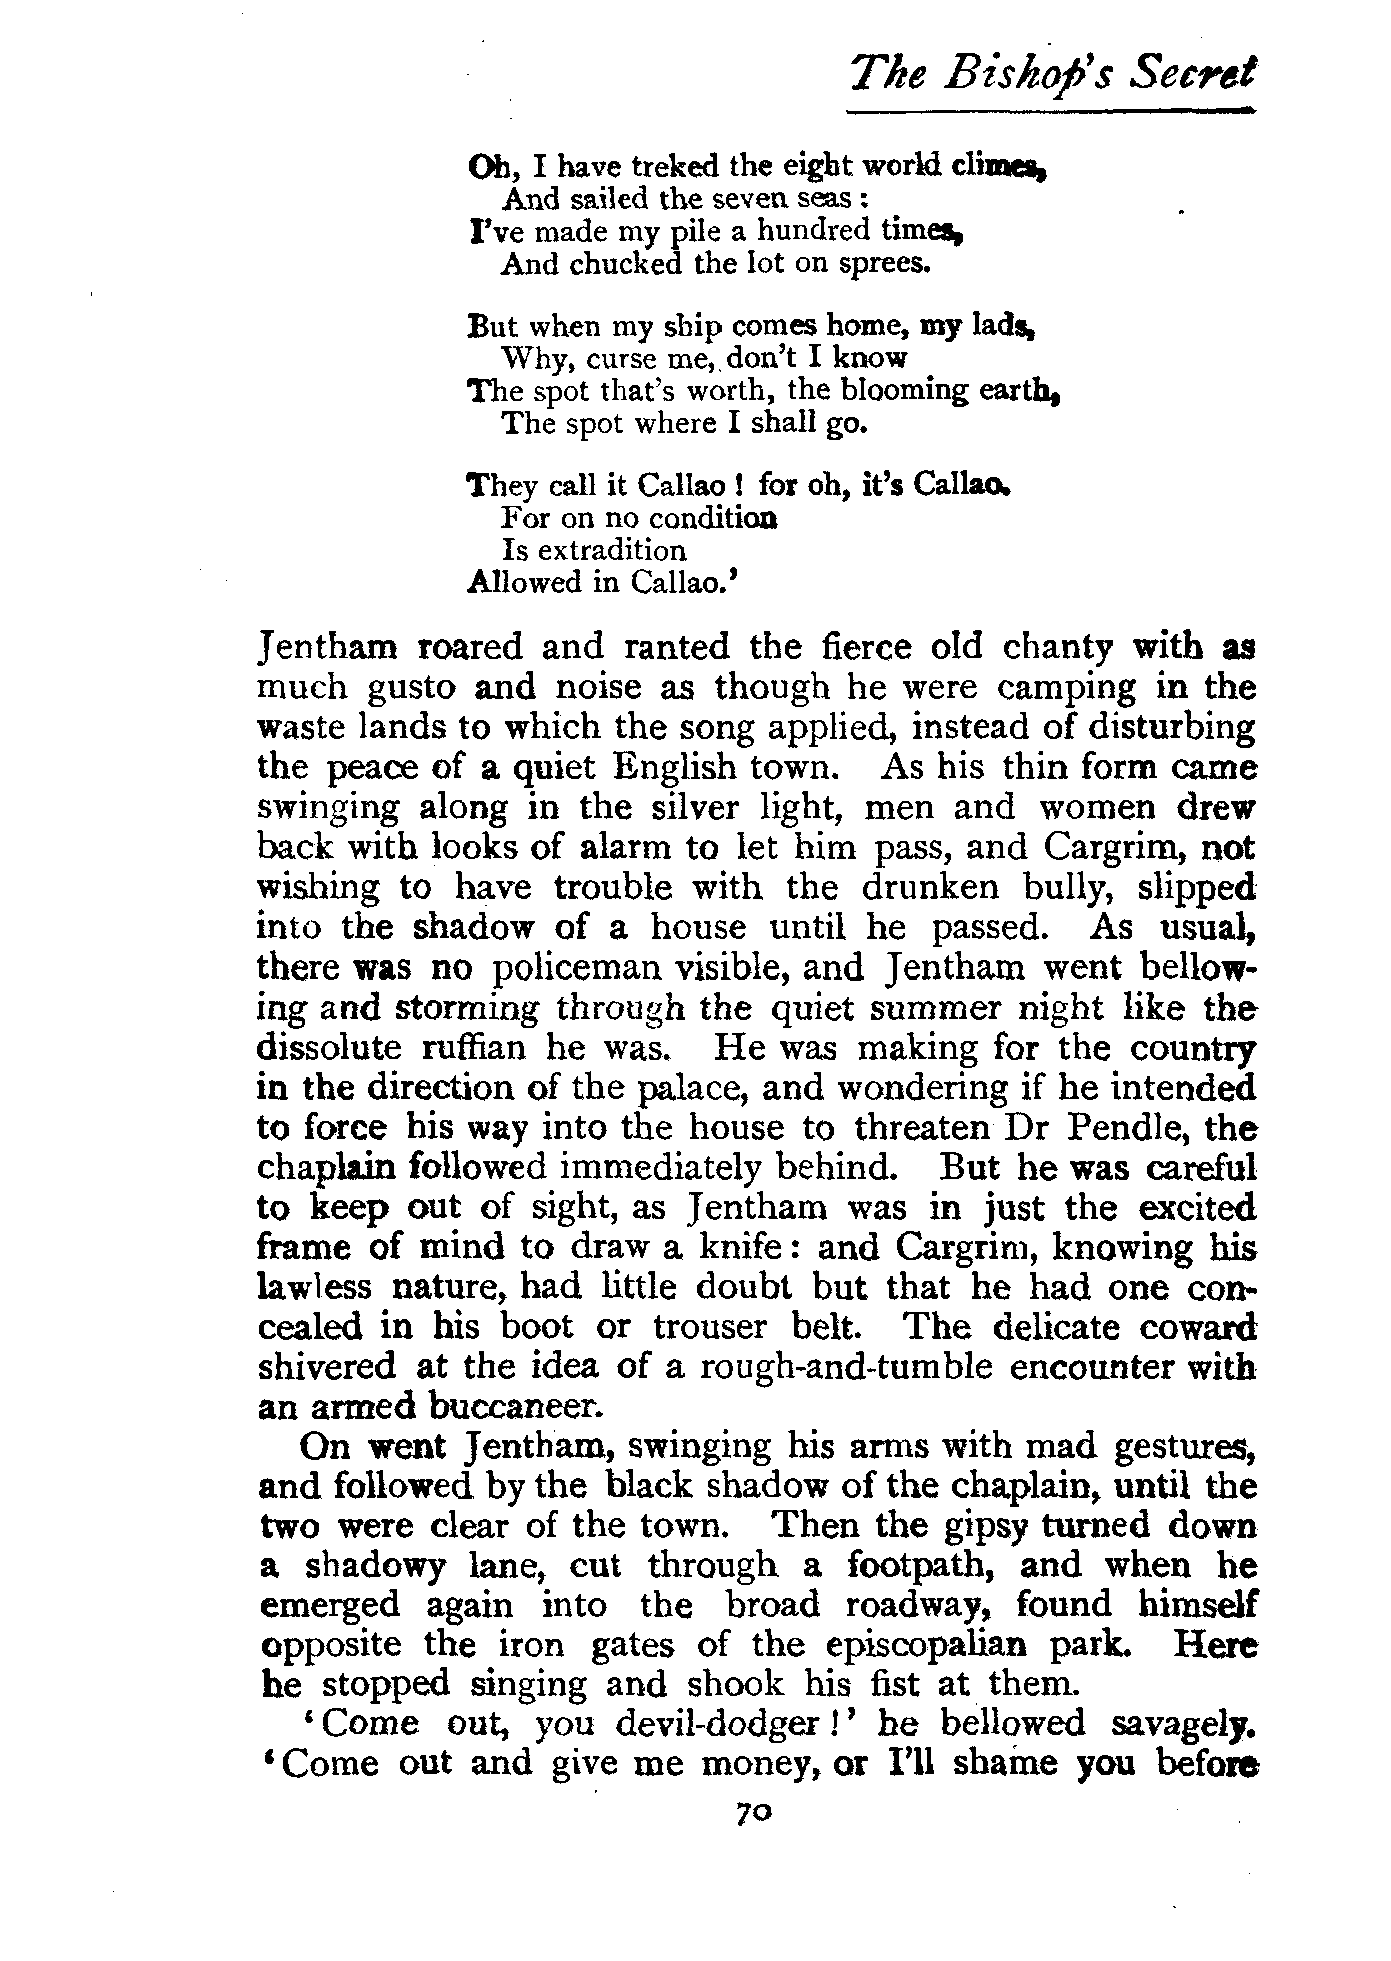 The Bishop's Secret
Oh, I have treked the eight world climes,
And sailed the seven seas :
I've made my pile a hundred times,
And chucked the lot on sprees.
But when my ship comes home, my lads,
Why, curse me, don't I know
The spot that's worth, the blooming earth,
The spot where I shall go.
They call it Callao ! for oh, it's Callao.
For on no condition
Is extradition
Allowed in Callao.'
Jentham roared and ranted the fierce old chanty with as
much gusto and noise as though he were camping in the
waste lands to which the song applied, instead of disturbing
the peace of a quiet English town. As his thin form came
swinging along in the silver light, men and women drew
back with looks of alarm to let him pass, and Cargrim, not
wishing to have trouble with the drunken bully, slipped
into the shadow of a house until he passed. As usual,
there was no policeman visible, and Jentham went bellow-
ing and storming through the quiet summer night like the
dissolute ruffian he was. He was making for the country
in the direction of the palace, and wondering if he intended
to force his way into the house to threaten Dr Pendle, the
chaplain followed immediately behind. But he was careful
to keep out of sight, as Jentham was in just the excited
frame of mind to draw a knife : and Cargrim, knowing his
lawless nature, had little doubt but that he had one con-
cealed in his boot or trouser belt. The delicate coward
shivered at the idea of a rough-and-tumble encounter with
an armed buccaneer.
On went Jentham, swinging his arms with mad gestures,
and followed by the black shadow of the chaplain, until the
two were clear of the town. Then the gipsy turned down
a shadowy lane, cut through a footpath, and when he
emerged again into the broad roadway, found himself
opposite the iron gates of the episcopalian park. Here
he stopped singing and shook his fist at them.
'Come out, you devil-dodger !' he bellowed savagely.
'Come out and give me money, or I'll shame you before
70